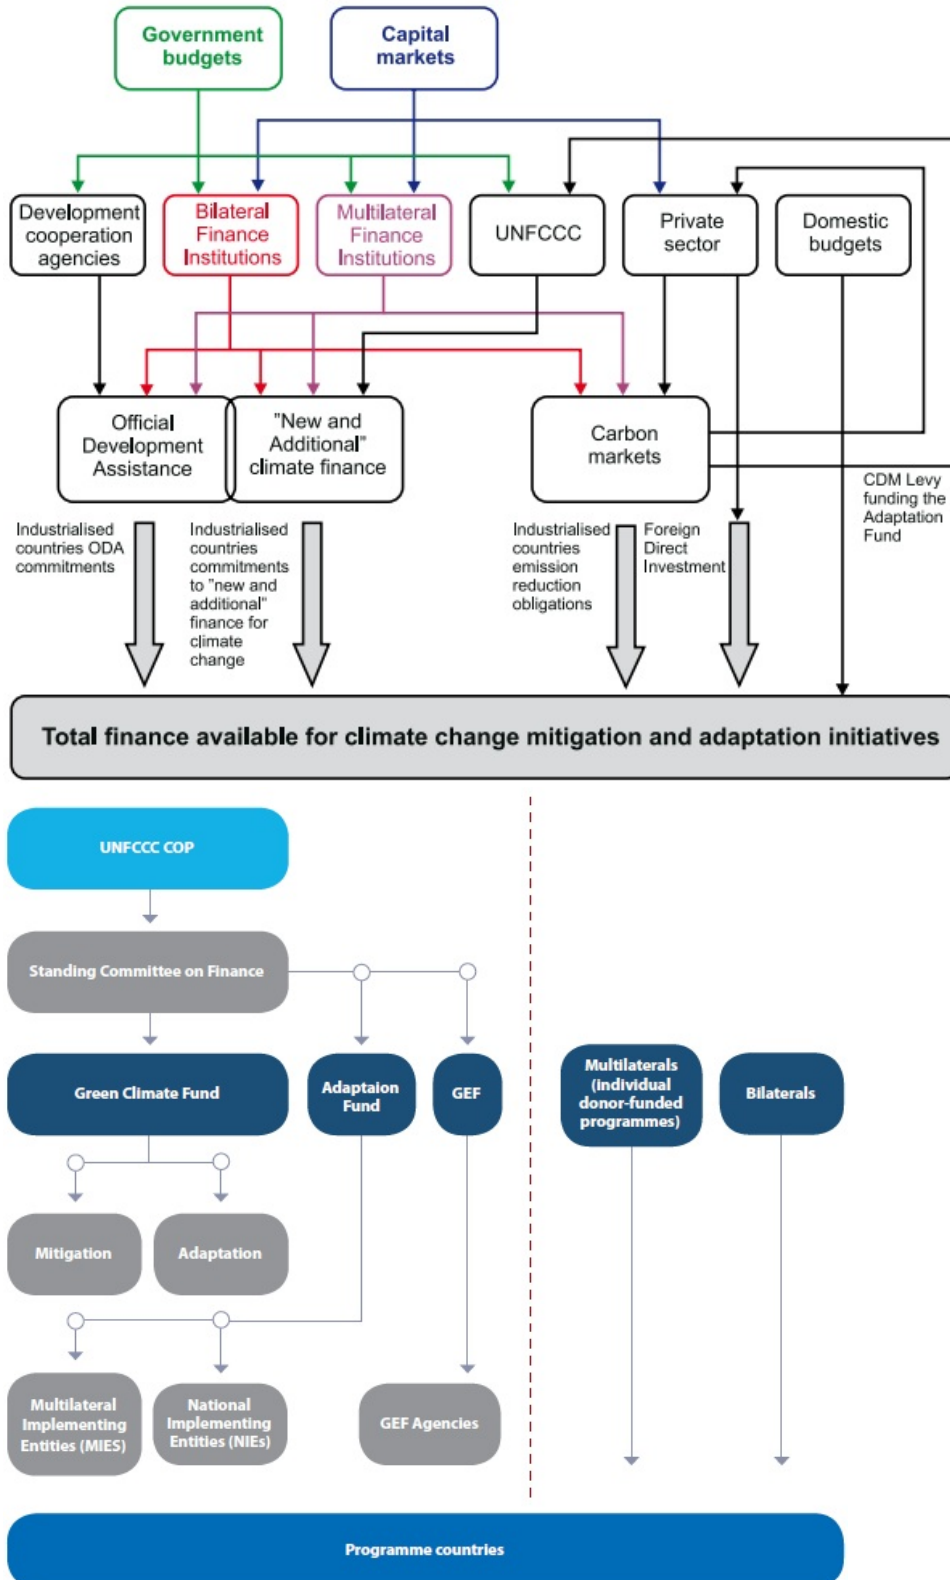 Government
budgets
Capital
markets
Development
cooperation
agencies
Bilateral
Finance
Institutions
Multilateral
Finance
Institutions
UNFCCC
Private
sector
Domestic
budgets
Official
Development
Assistance
"New and
Additional"
climate finance
Carbon
markets
CDM Levy
funding the
Adaptation
Fund
Industrialised
countries ODA
commitments
Industrialised
countries
commitments
to "new and
additional"
finance for
climate
change
Industrialised
countries
emission
reduction
obligations
Foreign
Direct
Investment
Total finance available for climate change mitigation and adaptation initiatives
UNFCCC COP
Standing Committee on Finance
Green Climate Fund
Adaptaion
Fund
GEF
Multilaterals
(individual
donor-funded
programmes)
Bilaterals
Mitigation
Adaptation
Multilateral
Implementing
Entities (MIES)
National
Implementing
Entities (NIEs)
GEF Agencies
Programme countries